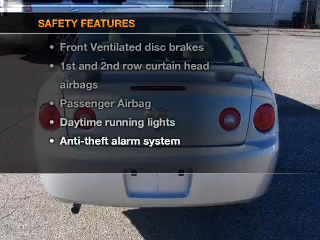 SAFETY FEATURES
• Front Ventilated disc brakes
• 1st and 2nd row curtain head
airbags
• Passenger Airbag
• Daytime running lights
• Anti-theft alarm system